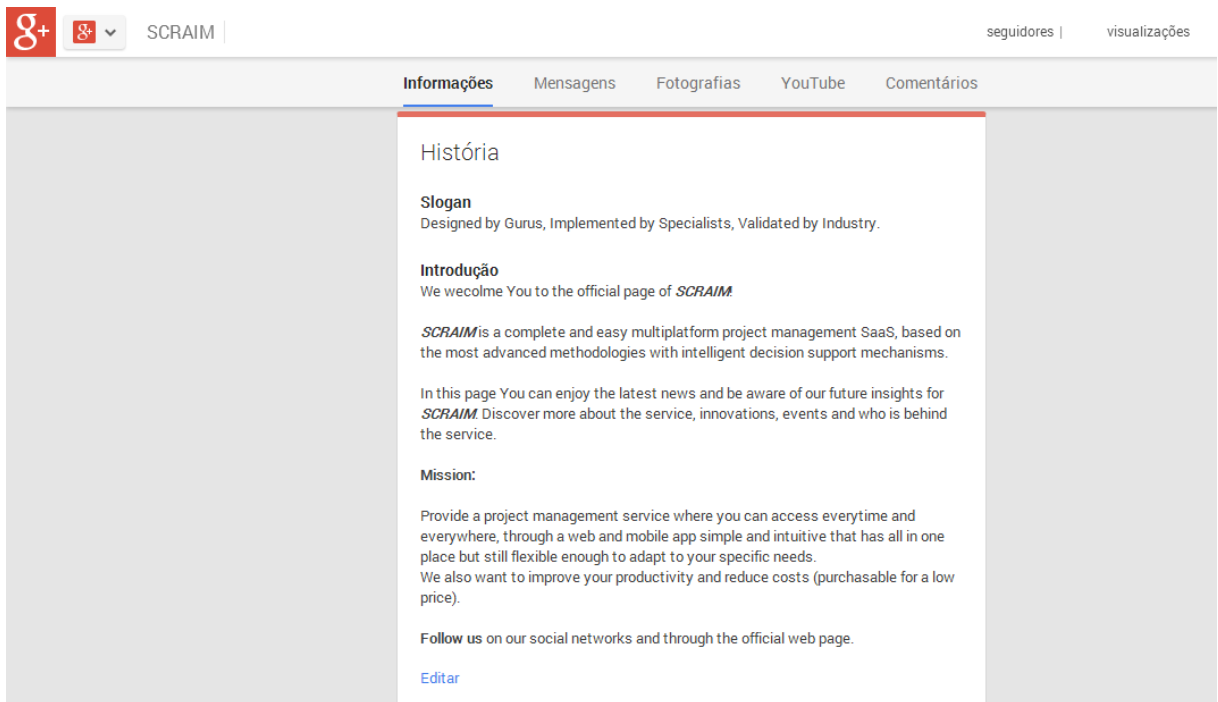 g+ g+ SCRAIM seguidores | visualizações
Informações Mensagens Fotografias YouTube Comentários
História
Slogan
Designed by Gurus, Implemented by Specialists, Validated by Industry.
Introdução
We wecolme You to the official page of SCRAIM!
SCRAIM is a complete and easy multiplatform project management SaaS, based on
the most advanced methodologies with intelligent decision support mechanisms.
In this page You can enjoy the latest news and be aware of our future insights for
SCRAIM. Discover more about the service, innovations, events and who is behind
the service.
Mission:
Provide a project management service where you can access everytime and
everywhere, through a web and mobile app simple and intuitive that has all in one
place but still flexible enough to adapt to your specific needs.
We also want to improve your productivity and reduce costs (purchasable for a low
price).
Follow us on our social networks and through the official web page.
Editar